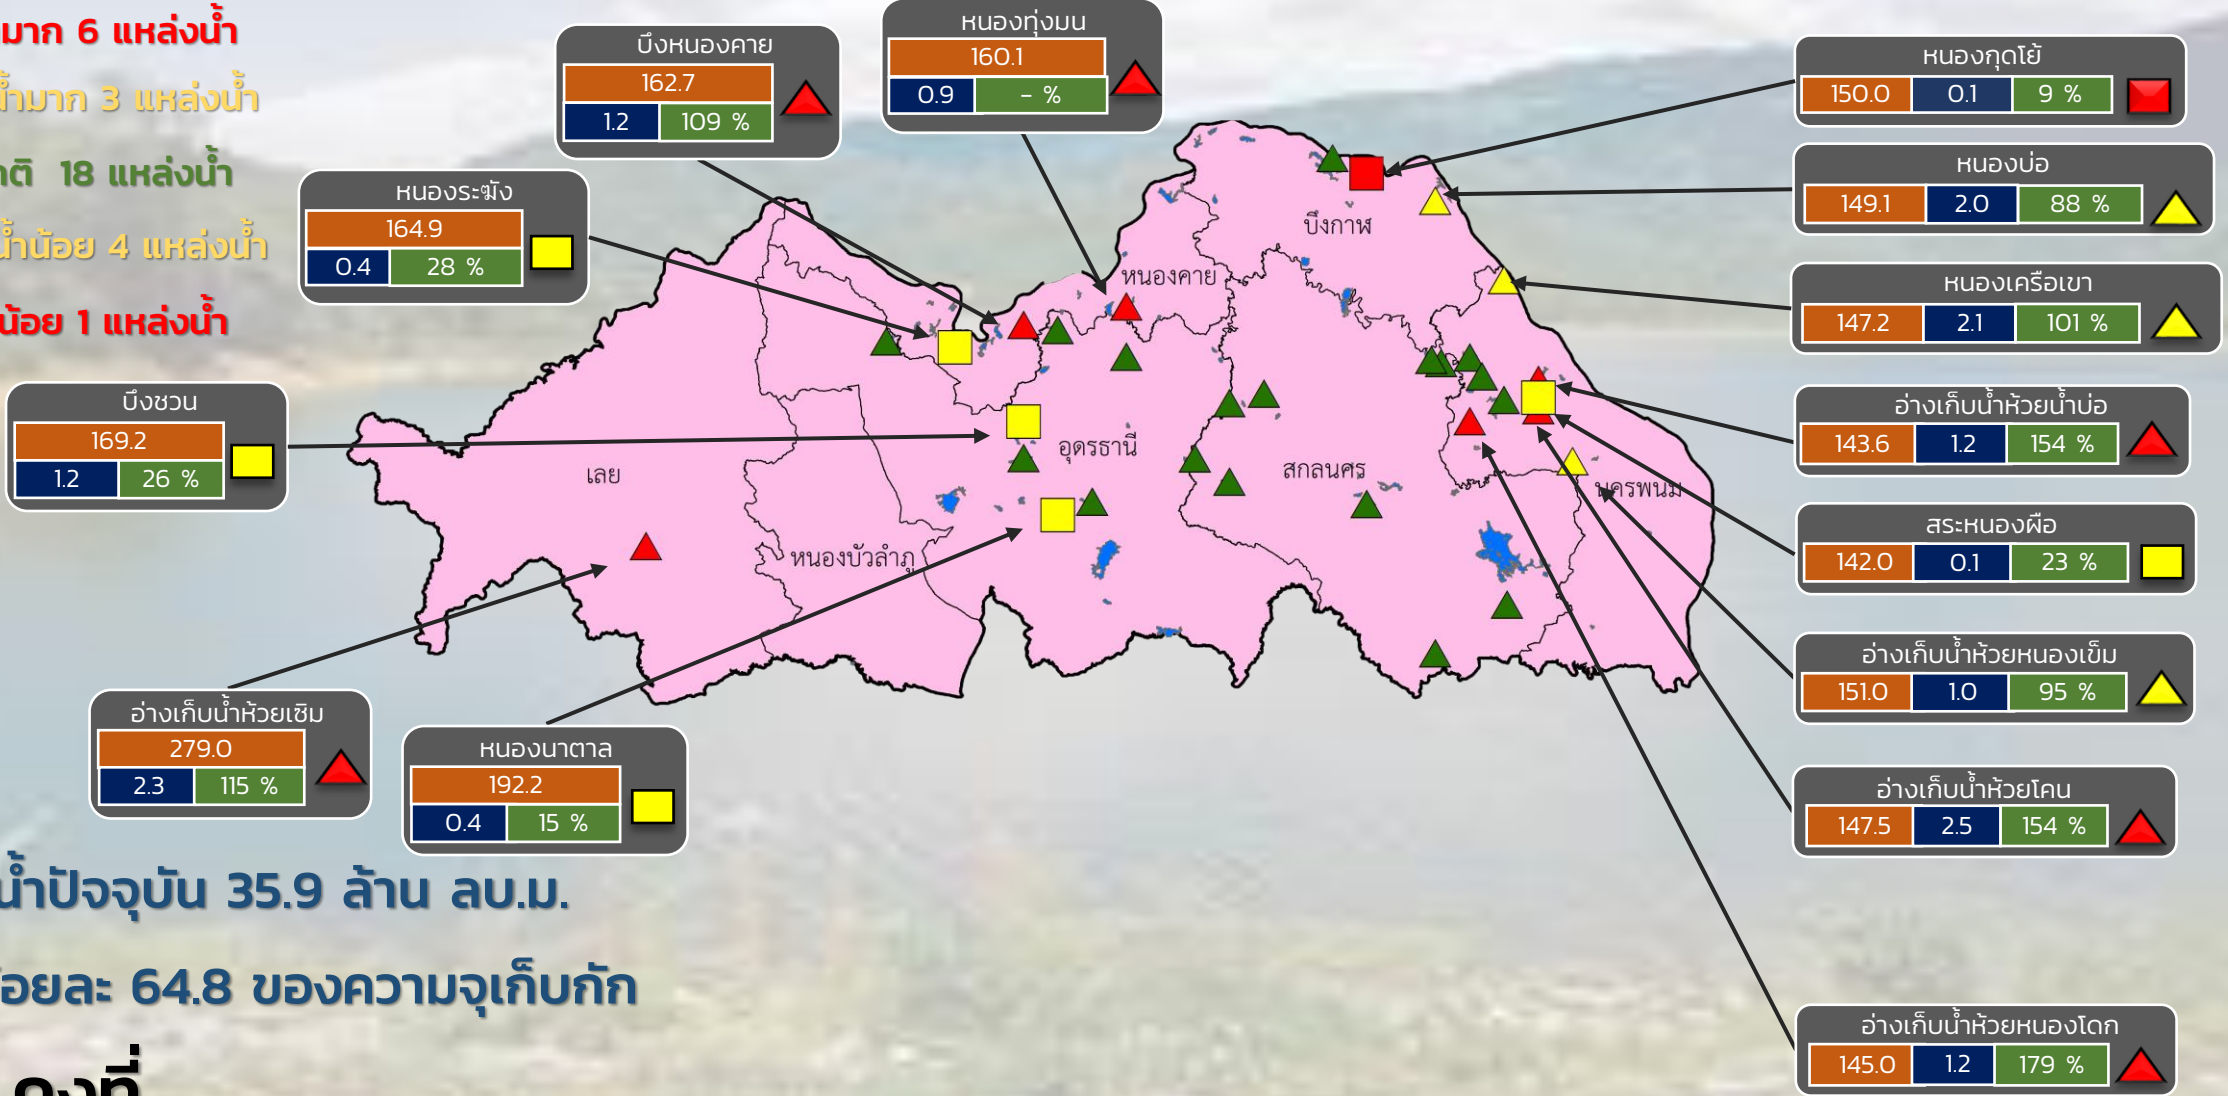 มาก 6 แหล่งน้ำ
น้ำมาก 3 แหล่งน้ำ
18 แหล่งน้ำ
น้ำน้อย 4 แหล่งน้ำ
น้อย 1 แหล่งน้ำ
บึงหนองคาย
162.7
1.2 109 %
หนองทุ่งมน
160.1
0.9 - %
หนองระฆัง
164.9
0.4 28 %
บึงชวน
169.2
1.2 26 %
อ่างเก็บน้ำห้วยเซิม
279.0
2.3 115 %
หนองนาตาล
192.2
0.4 15 %
บึงกาฬ
หนองคาย
อุดรธานี
เลย
สกลนคร
นครพนม
หนองบัวลำภู
หนองกุดโย้
150.0 0.1 9 %
หนองบ่อ
149.1 2.0 88 %
หนองเครือเขา
147.2 2.1 101 %
อ่างเก็บน้ำห้วยน้ำบ่อ
143.6 1.2 154 %
สระหนองผือ
142.0 0.1 23 %
อ่างเก็บน้ำห้วยหนองเข็ม
151.0 1.0 95 %
อ่างเก็บน้ำห้วยโคน
147.5 2.5 154 %
อ่างเก็บน้ำห้วยหนองโดก
145.0 1.2 179 %
น้ำปัจจุบัน 35.9 ล้าน ลบ.ม.
อยละ 64.8 ของความจุเก็บกัก